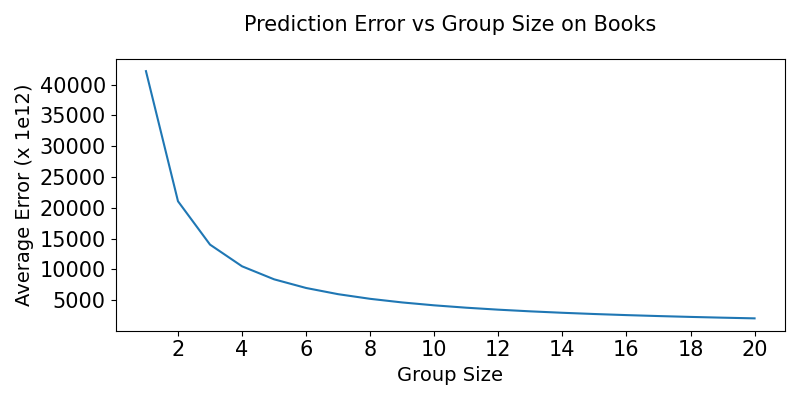 Prediction Error vs Group Size on Books
Average Error (x 1e12)
40000
35000
30000
25000
20000
15000
10000
5000
2 4 6 8 10 12 14 16 18 20
Group Size